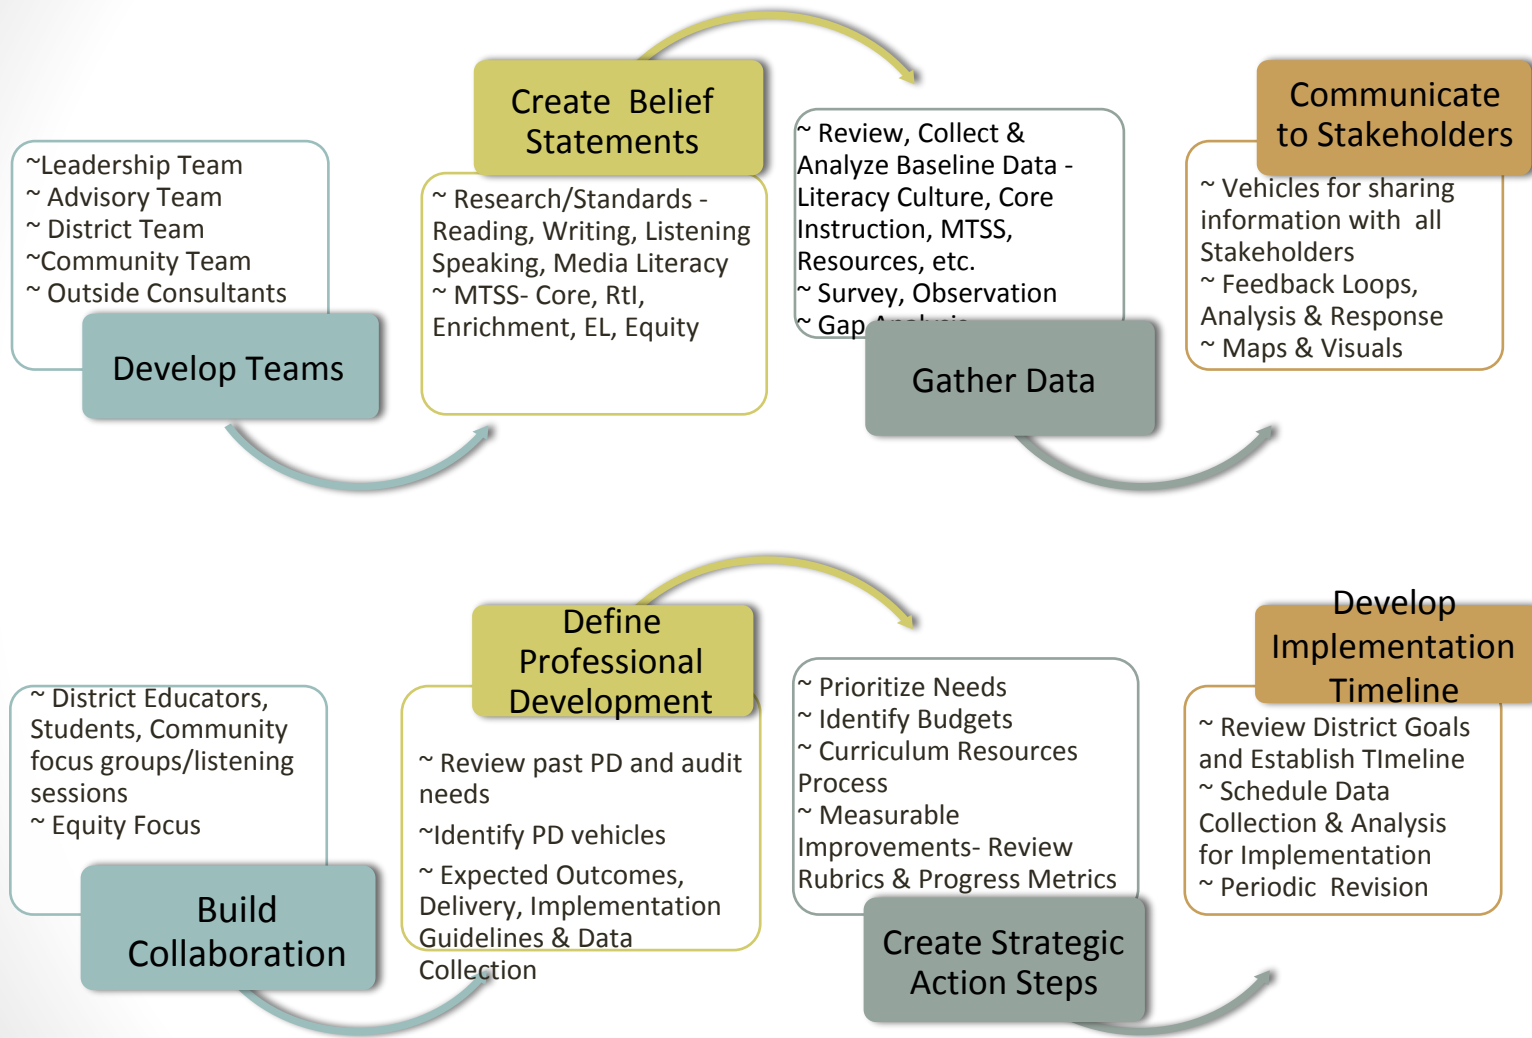 ~Leadership Team
~ Advisory Team
~ District Team
~Community Team
~ Outside Consultants
Develop Teams
Create Belief
Statements
~ Research/Standards -
Reading, Writing, Listening
Speaking, Media Literacy
~ MTSS- Core, RtI,
Enrichment, EL, Equity
~ Review, Collect &
Analyze Baseline Data -
Literacy Culture, Core
Instruction, MTSS,
Resources, etc.
~ Survey, Observation
~ Gap Analysis
Gather Data
Communicate
to Stakeholders
~ Vehicles for sharing
information with all
Stakeholders
~ Feedback Loops,
Analysis & Response
~ Maps & Visuals
~ District Educators,
Students, Community
focus groups/listening
sessions
~ Equity Focus
Build
Collaboration
Define
Professional
Development
~ Review past PD and audit
needs
~Identify PD vehicles
~ Expected Outcomes,
Delivery, Implementation
Guidelines & Data
Collection
~ Prioritize Needs
~ Identify Budgets
~ Curriculum Resources
Process
~ Measurable
Improvements- Review
Rubrics & Progress Metrics
Create Strategic
Action Steps
Develop
Implementation
Timeline
~ Review District Goals
and Establish TImeline
~ Schedule Data
Collection & Analysis
for Implementation
~ Periodic Revision